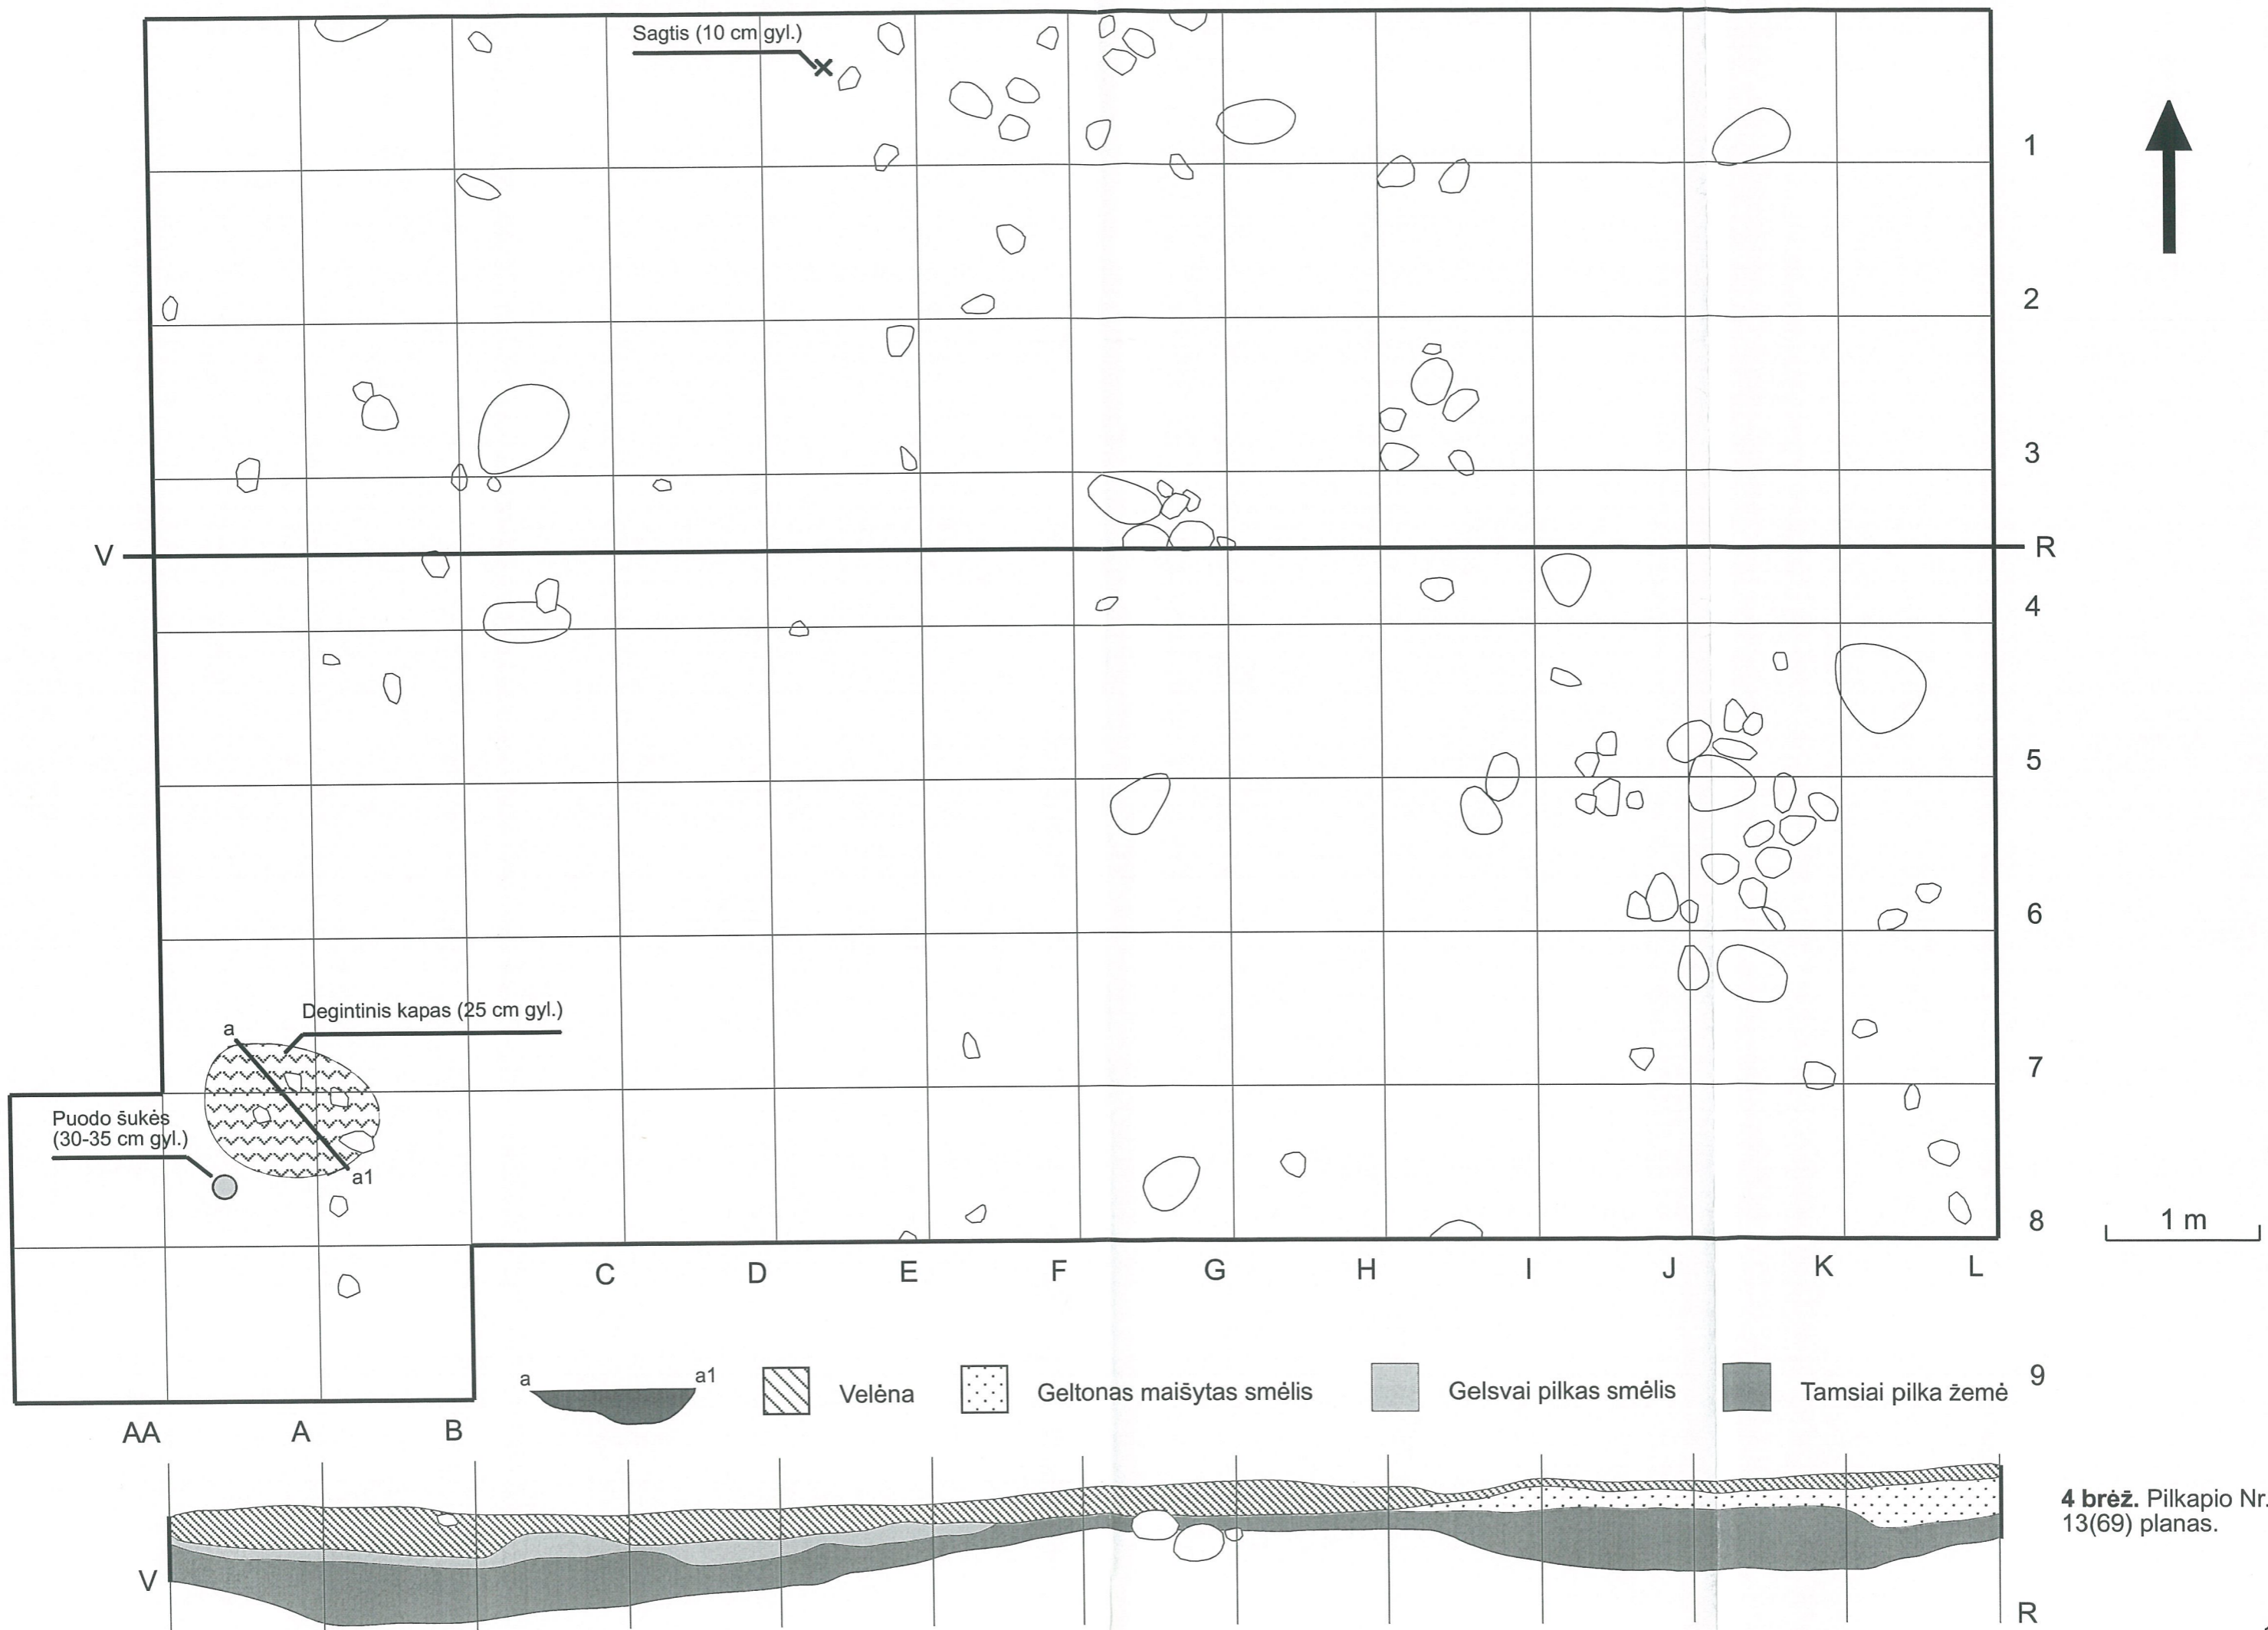 Sagtis (10 cm gyl.)
1
2
3
V
R
4
5
6
Degintinis kapas (25 cm gyl.)
a
7
Puodo šukės
(30-35 cm gyl.)
a1
8
1 m
C D E F G H I J K L
a a1 Velėna Geltonas maišytas smėlis Gelsvai pilkas smėlis Tamsiai pilka žemė 9
AA A B
4 brėž. Pilkapio Nr.
13(69) planas.
V
R